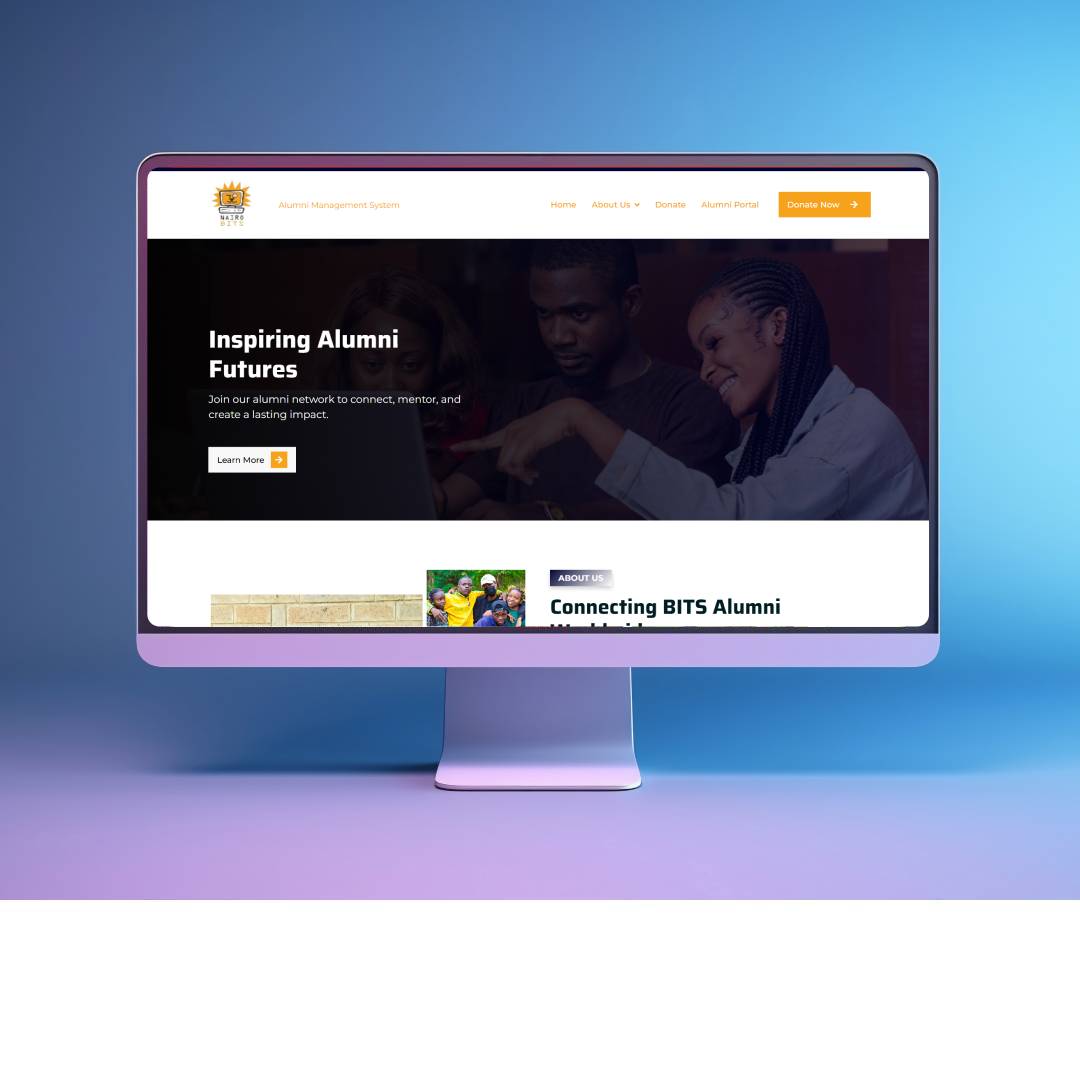 NAIRO
BITS
Alumni Management System
Home
About Us
Donate
Alumni Portal
Donate Now
Inspiring Alumni
Futures
Join our alumni network to connect, mentor, and
create a lasting impact.
Learn More
ABOUT US
Connecting BITS Alumni